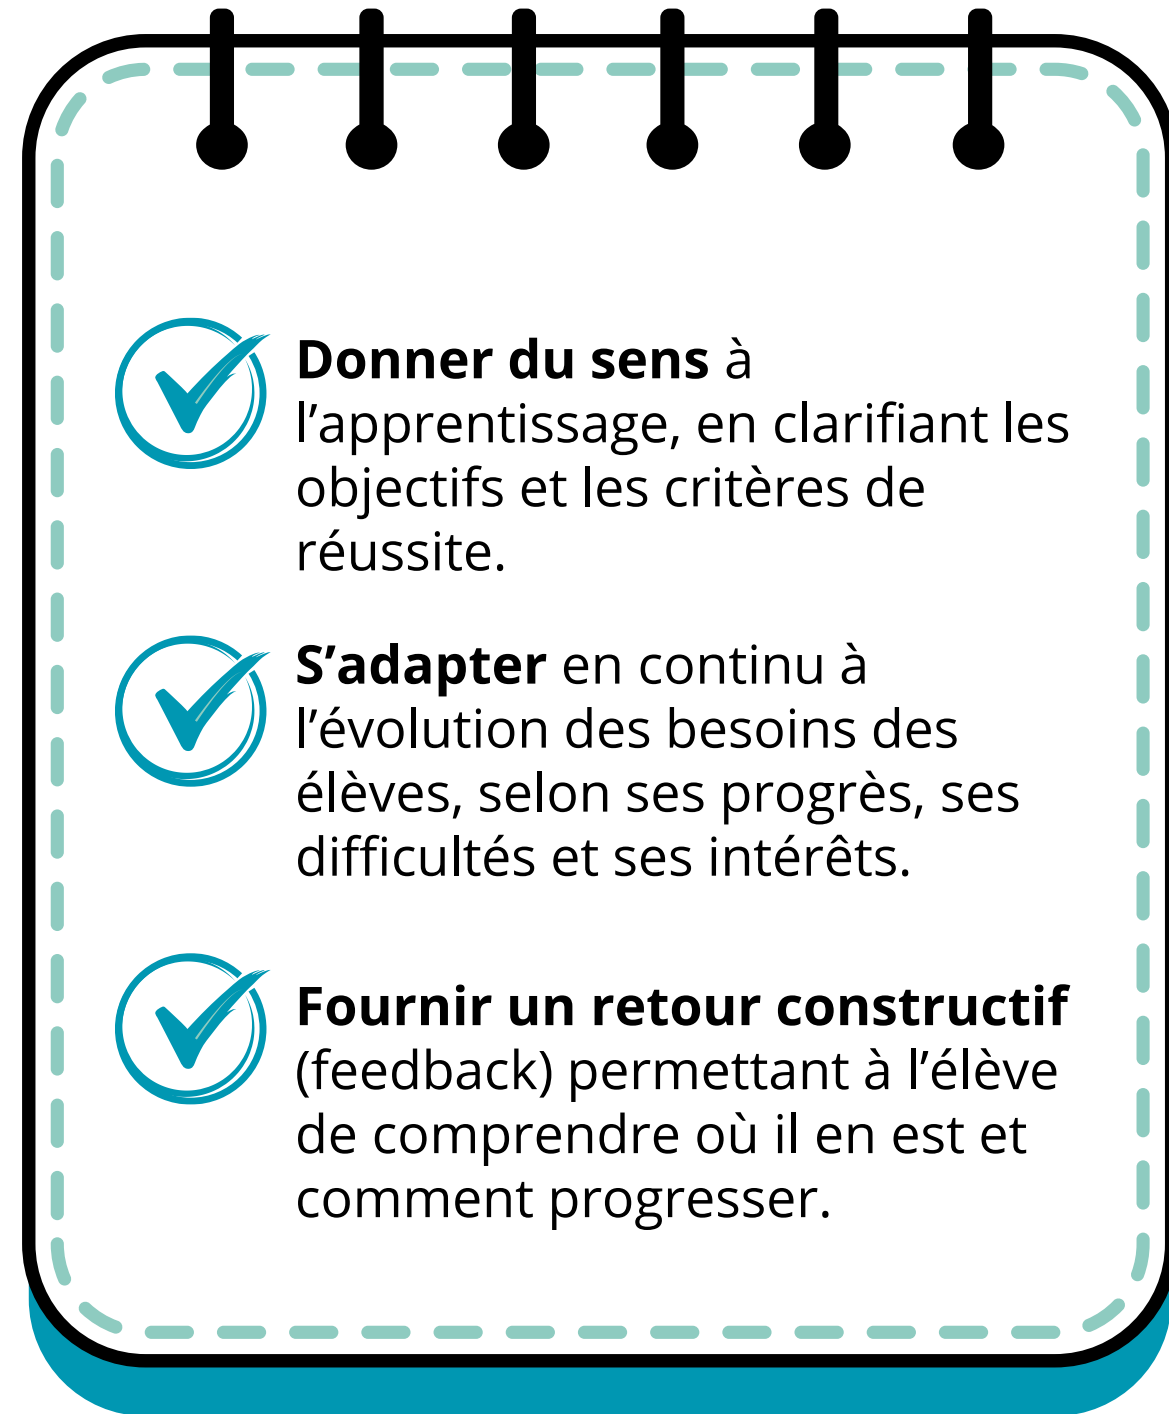 Donner du sens à
l’apprentissage, en clarifiant les
objectifs et les critères de
réussite.
S’adapter en continu à
l’évolution des besoins des
élèves, selon ses progrès, ses
difficultés et ses intérêts.
Fournir un retour constructif
(feedback) permettant à l’élève
de comprendre où il en est et
comment progresser.